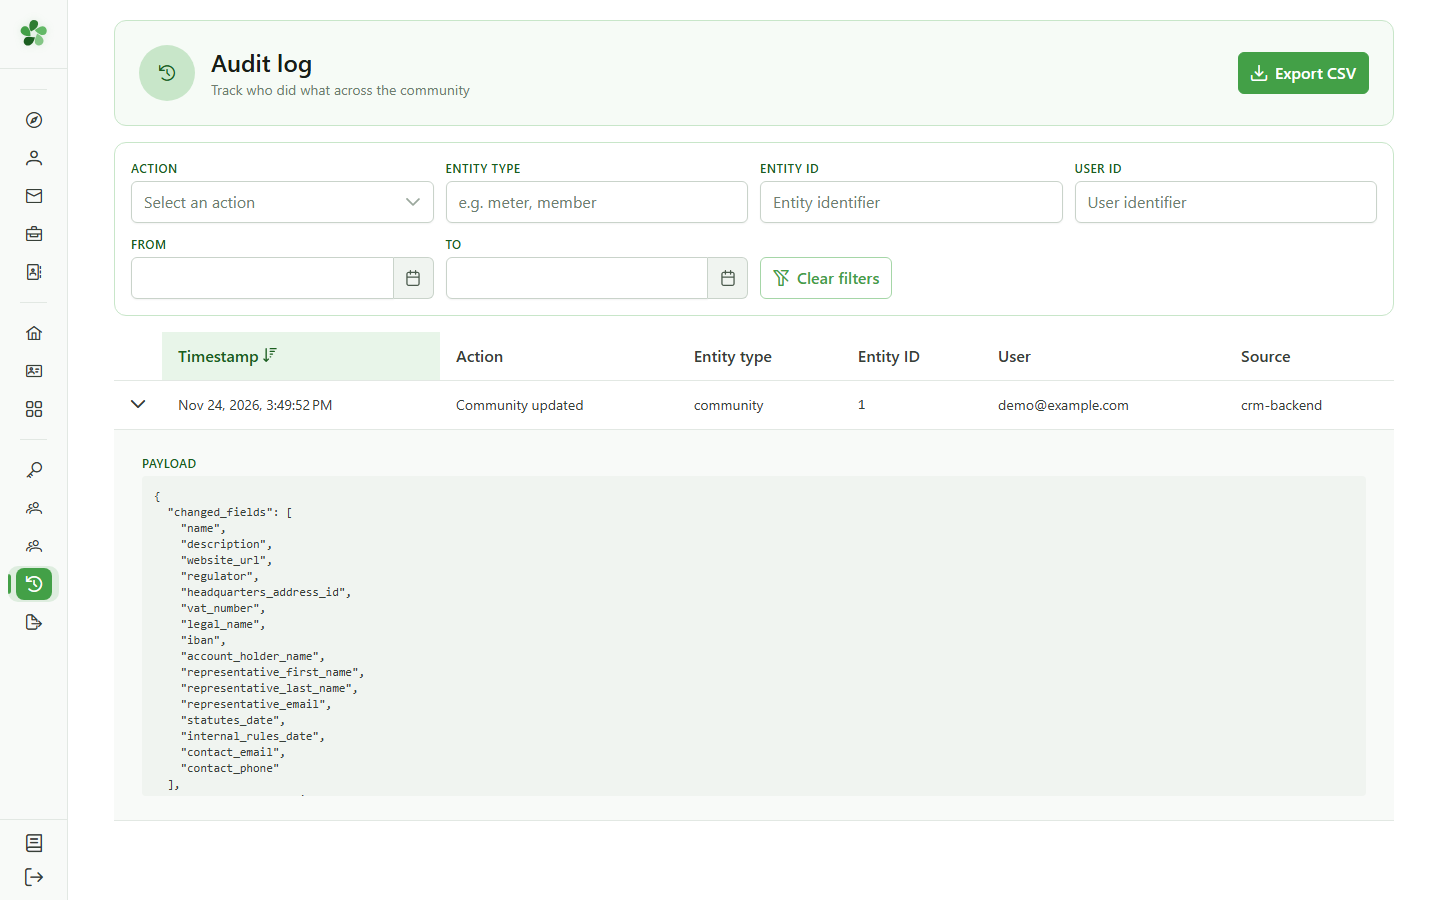 Audit log
Track who did what across the community
Export CSV
ACTION
ENTITY TYPE
ENTITY ID
USER ID
Select an action
e.g. meter, member
Entity identifier
User identifier
FROM
TO
Clear filters
Timestamp
Action
Entity type
Entity ID
User
Source
Nov 24, 2026, 3:49:52 PM
Community updated
community
1
demo@example.com
crm-backend
PAYLOAD
{
"changed_fields": [
"name",
"description",
"website_url",
"regulator",
"headquarters_address_id",
"vat_number",
"legal_name",
"iban",
"account_holder_name",
"representative_first_name",
"representative_last_name",
"representative_email",
"statutes_date",
"internal_rules_date",
"contact_email",
"contact_phone"
],